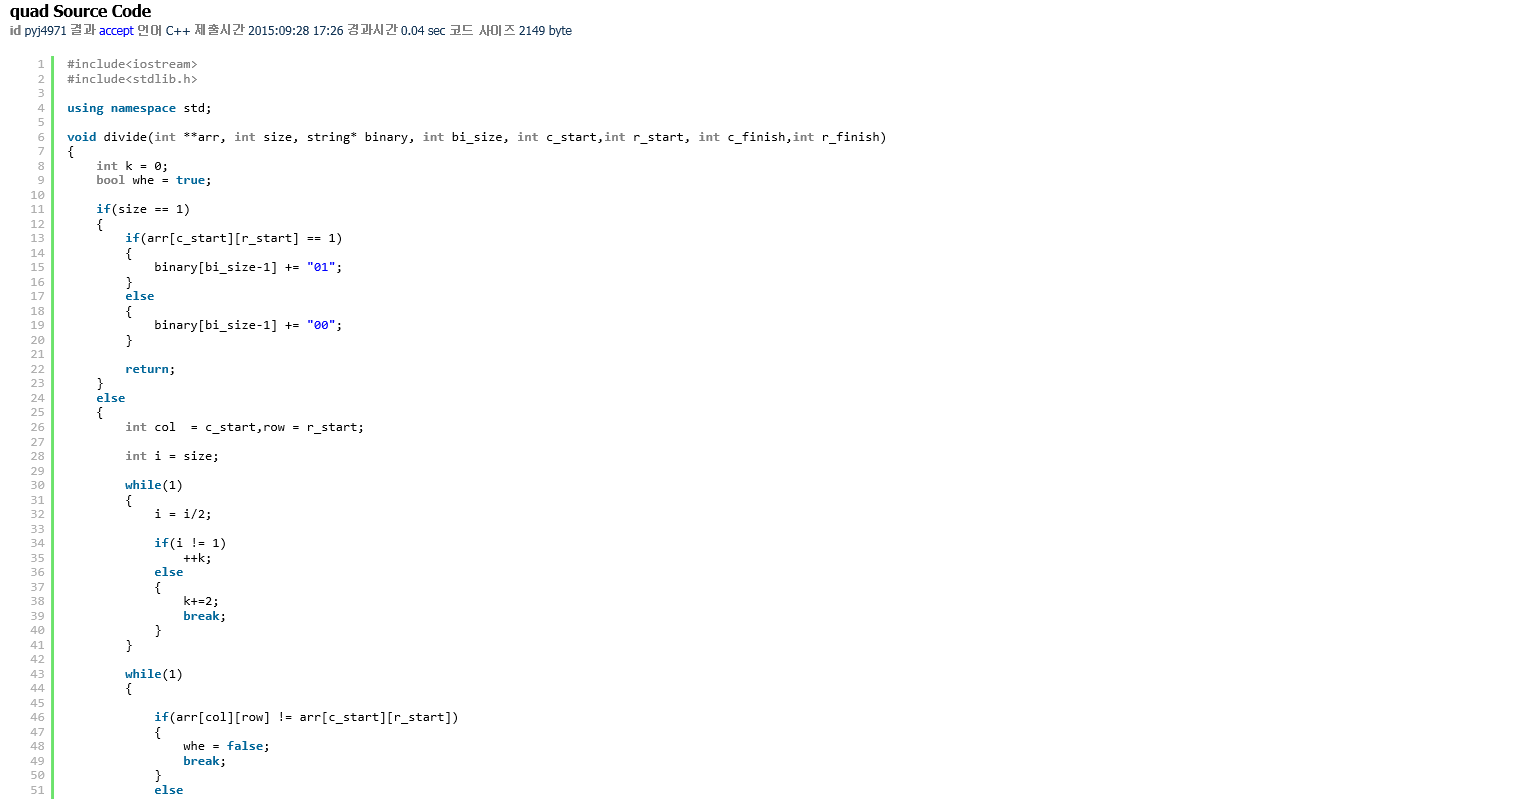 quad Source Code
id pyj4971 결과 accept 언어 C++ 제출시간 2015:09:28 17:26 경과시간 0.04 sec 코드 사이즈 2149 byte
1 #include<iostream>
2 #include<stdlib.h>
3
4 using namespace std;
5
6 void divide(int **arr, int size, string* binary, int bi_size, int c_start,int r_start, int c_finish,int r_finish)
7 {
8     int k = 0;
9     bool whe = true;
10
11     if(size == 1)
12     {
13         if(arr[c_start][r_start] == 1)
14         {
15             binary[bi_size-1] += "01";
16         }
17         else
18         {
19             binary[bi_size-1] += "00";
20         }
21
22         return;
23     }
24     else
25     {
26         int col  = c_start,row = r_start;
27
28         int i = size;
29
30         while(1)
31         {
32             i = i/2;
33
34             if(i != 1)
35                 ++k;
36             else
37             {
38                 k+=2;
39                 break;
40             }
41         }
42
43         while(1)
44         {
45
46             if(arr[col][row] != arr[c_start][r_start])
47             {
48                 whe = false;
49                 break;
50             }
51             else